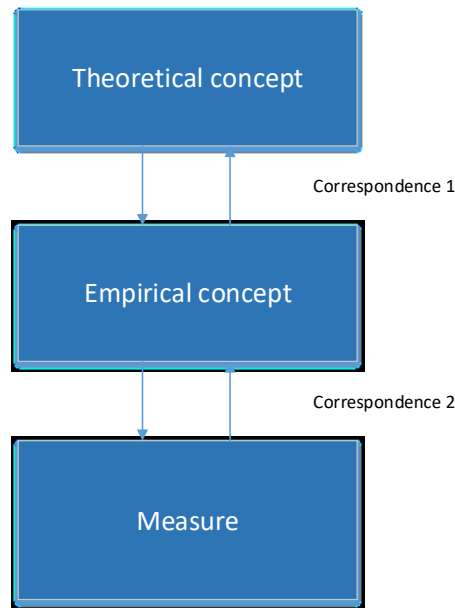 Theoretical concept
Correspondence 1
Empirical concept
Correspondence 2
Measure